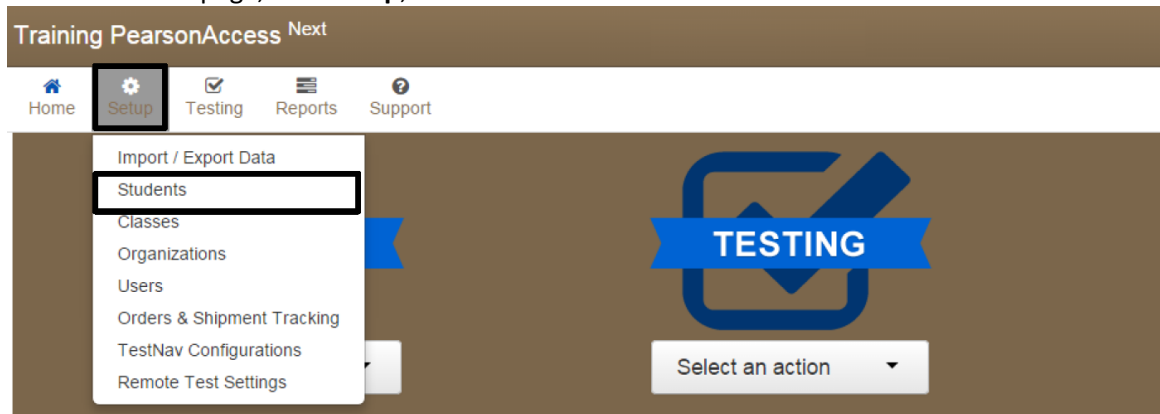 Training PearsonAccess Next
Home Setup Testing Reports Support
Import / Export Data
Students
Classes
Organizations
Users
Orders & Shipment Tracking
TestNav Configurations
Remote Test Settings
TESTING
Select an action